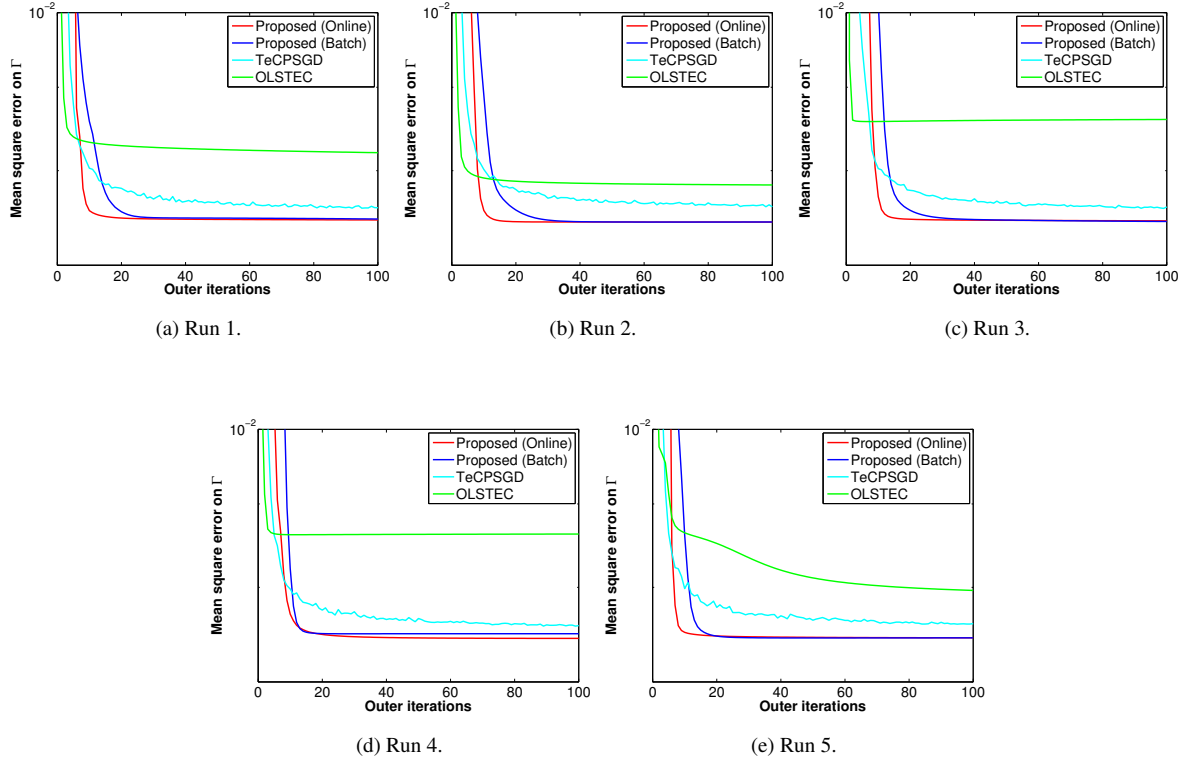 10^-2
Mean square error on Γ
Proposed (Online)
Proposed (Batch)
TeCPSGD
OLSTEC
0 20 40 60 80 100
Outer iterations
(a) Run 1.
10^-2
Mean square error on Γ
Proposed (Online)
Proposed (Batch)
TeCPSGD
OLSTEC
0 20 40 60 80 100
Outer iterations
(b) Run 2.
10^-2
Mean square error on Γ
Proposed (Online)
Proposed (Batch)
TeCPSGD
OLSTEC
0 20 40 60 80 100
Outer iterations
(c) Run 3.
10^-2
Mean square error on Γ
Proposed (Online)
Proposed (Batch)
TeCPSGD
OLSTEC
0 20 40 60 80 100
Outer iterations
(d) Run 4.
10^-2
Mean square error on Γ
Proposed (Online)
Proposed (Batch)
TeCPSGD
OLSTEC
0 20 40 60 80 100
Outer iterations
(e) Run 5.